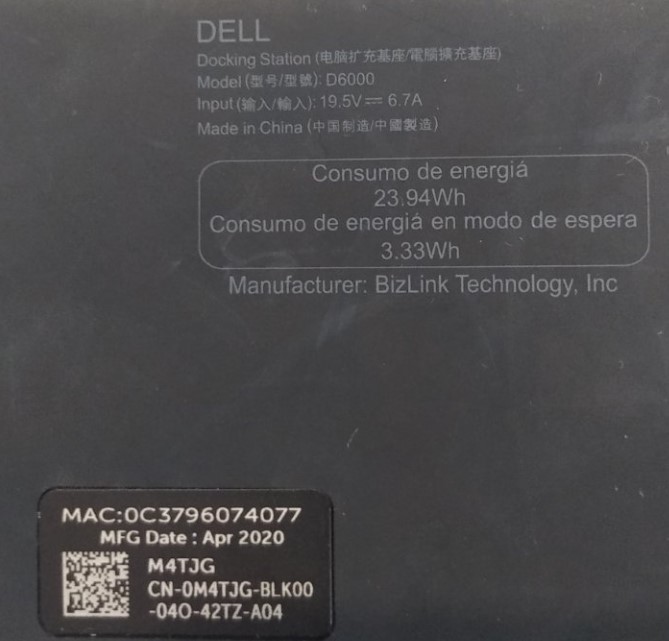 DELL
Docking Station (电脑扩充基座/電腦擴充基座)
Model (型号/型號): D6000
Input (输入/輸入): 19.5V⎓ 6.7A
Made in China (中国制造/中國製造)
Consumo de energiá
23.94Wh
Consumo de energiá en modo de espera
3.33Wh
Manufacturer: BizLink Technology, Inc
MAC:0C3796074077
MFG Date : Apr 2020
M4TJG
CN-0M4TJG-BLK00
-04O-42TZ-A04